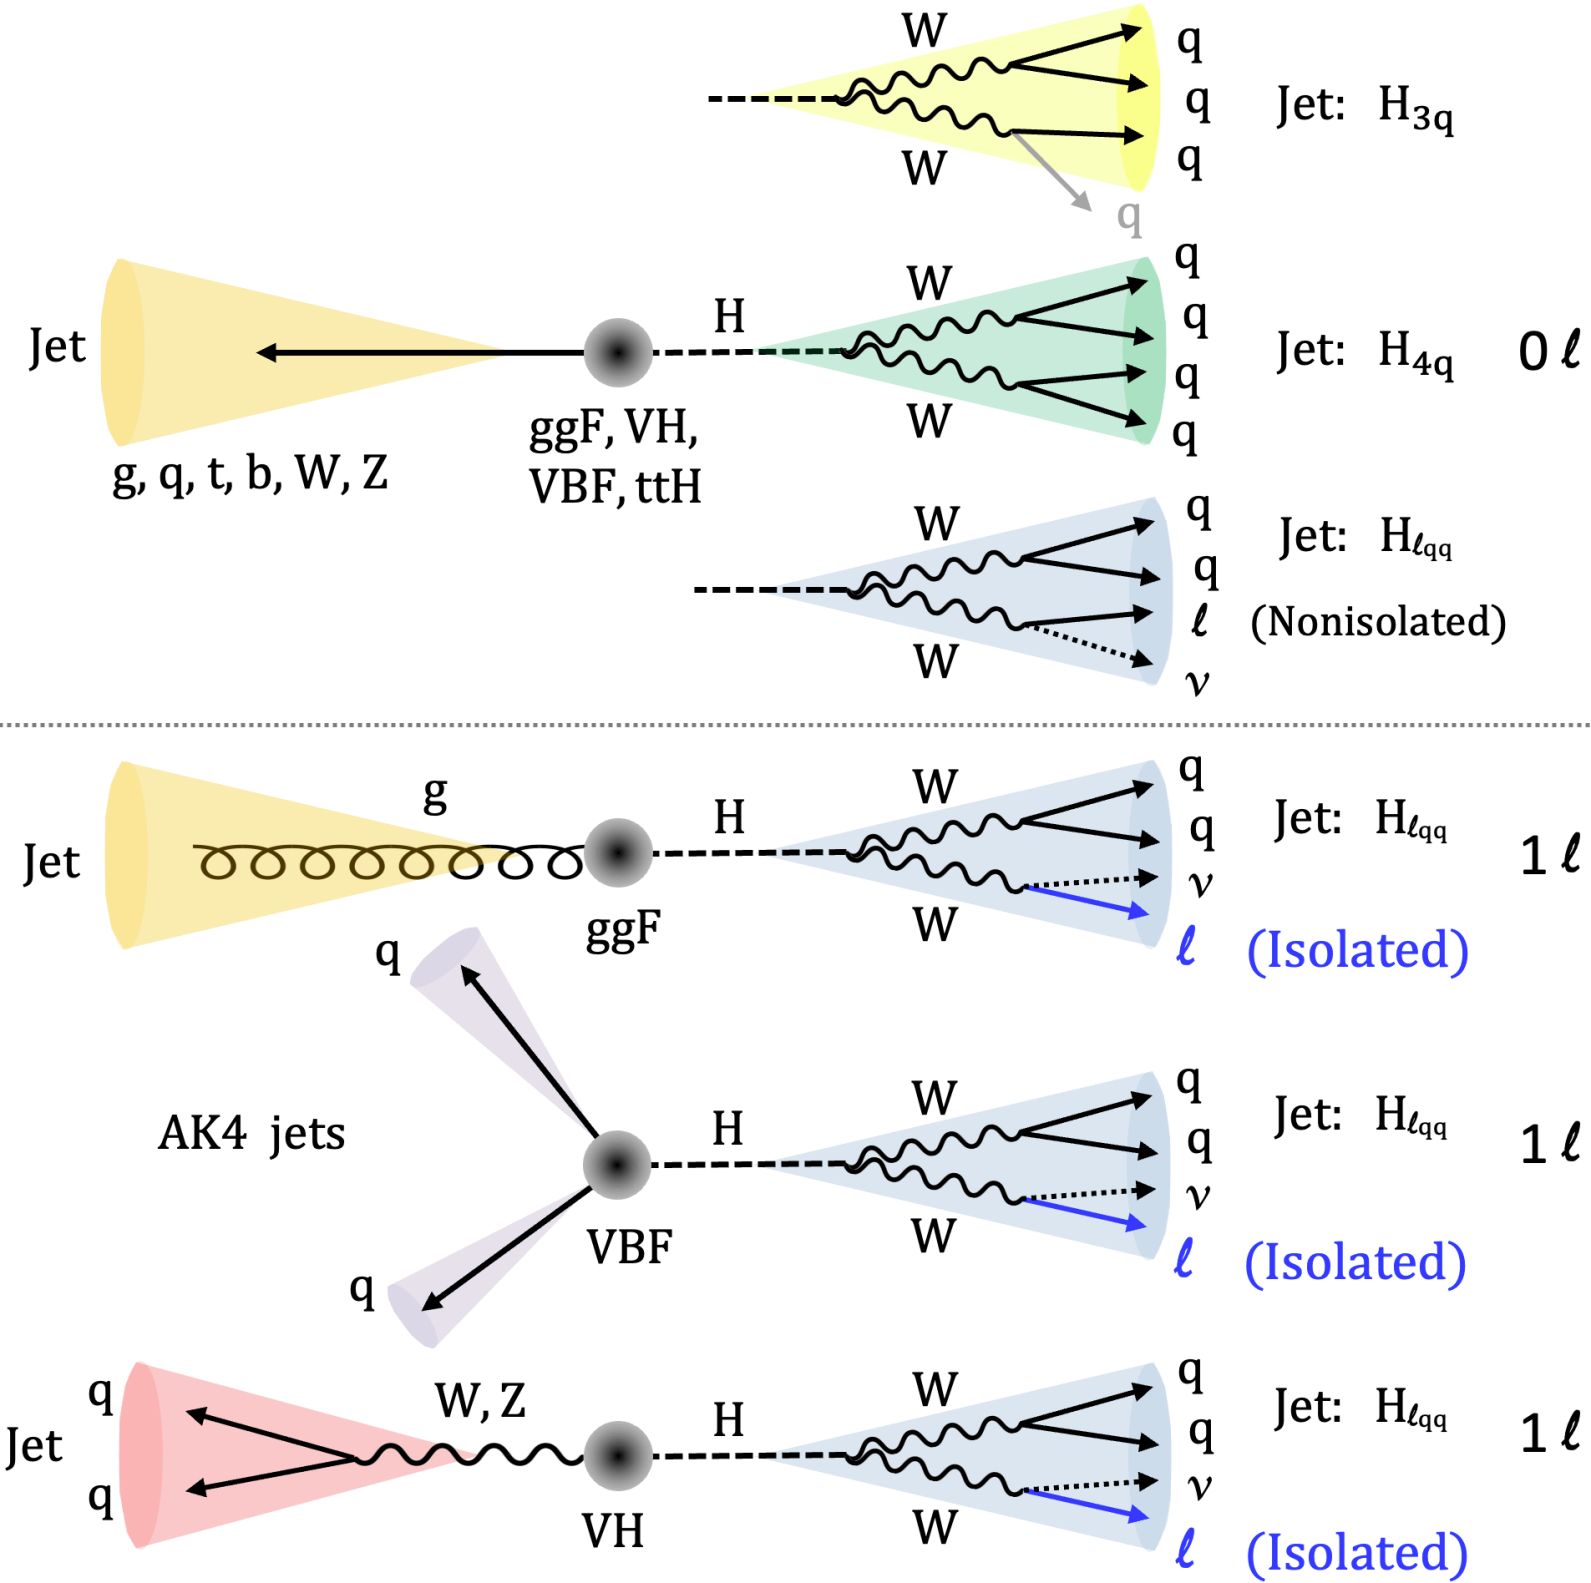 W
q
q
Jet: H3q
W
q
q
Jet
H
W
q
q
Jet: H4q
0 ℓ
W
q
q
g, q, t, b, W, Z
ggF, VH,
VBF, ttH
W
q
q
Jet: Hℓqq
ℓ (Nonisolated)
W
ν
Jet
g
ggF
H
W
q
q
Jet: Hℓqq
1 ℓ
ν
W
ℓ (Isolated)
q
AK4 jets
q
VBF
H
W
q
q
Jet: Hℓqq
1 ℓ
ν
W
ℓ (Isolated)
q
Jet
q
W, Z
VH
H
W
q
q
Jet: Hℓqq
1 ℓ
ν
W
ℓ (Isolated)